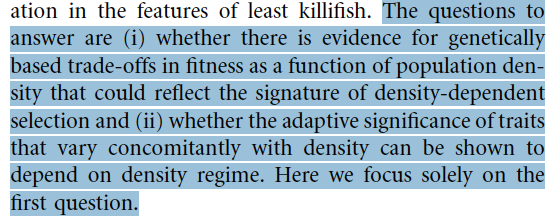 ation in the features of least killifish. The questions to
answer are (i) whether there is evidence for genetically
based trade-offs in fitness as a function of population den-
sity that could reflect the signature of density-dependent
selection and (ii) whether the adaptive significance of traits
that vary concomitantly with density can be shown to
depend on density regime. Here we focus solely on the
first question.